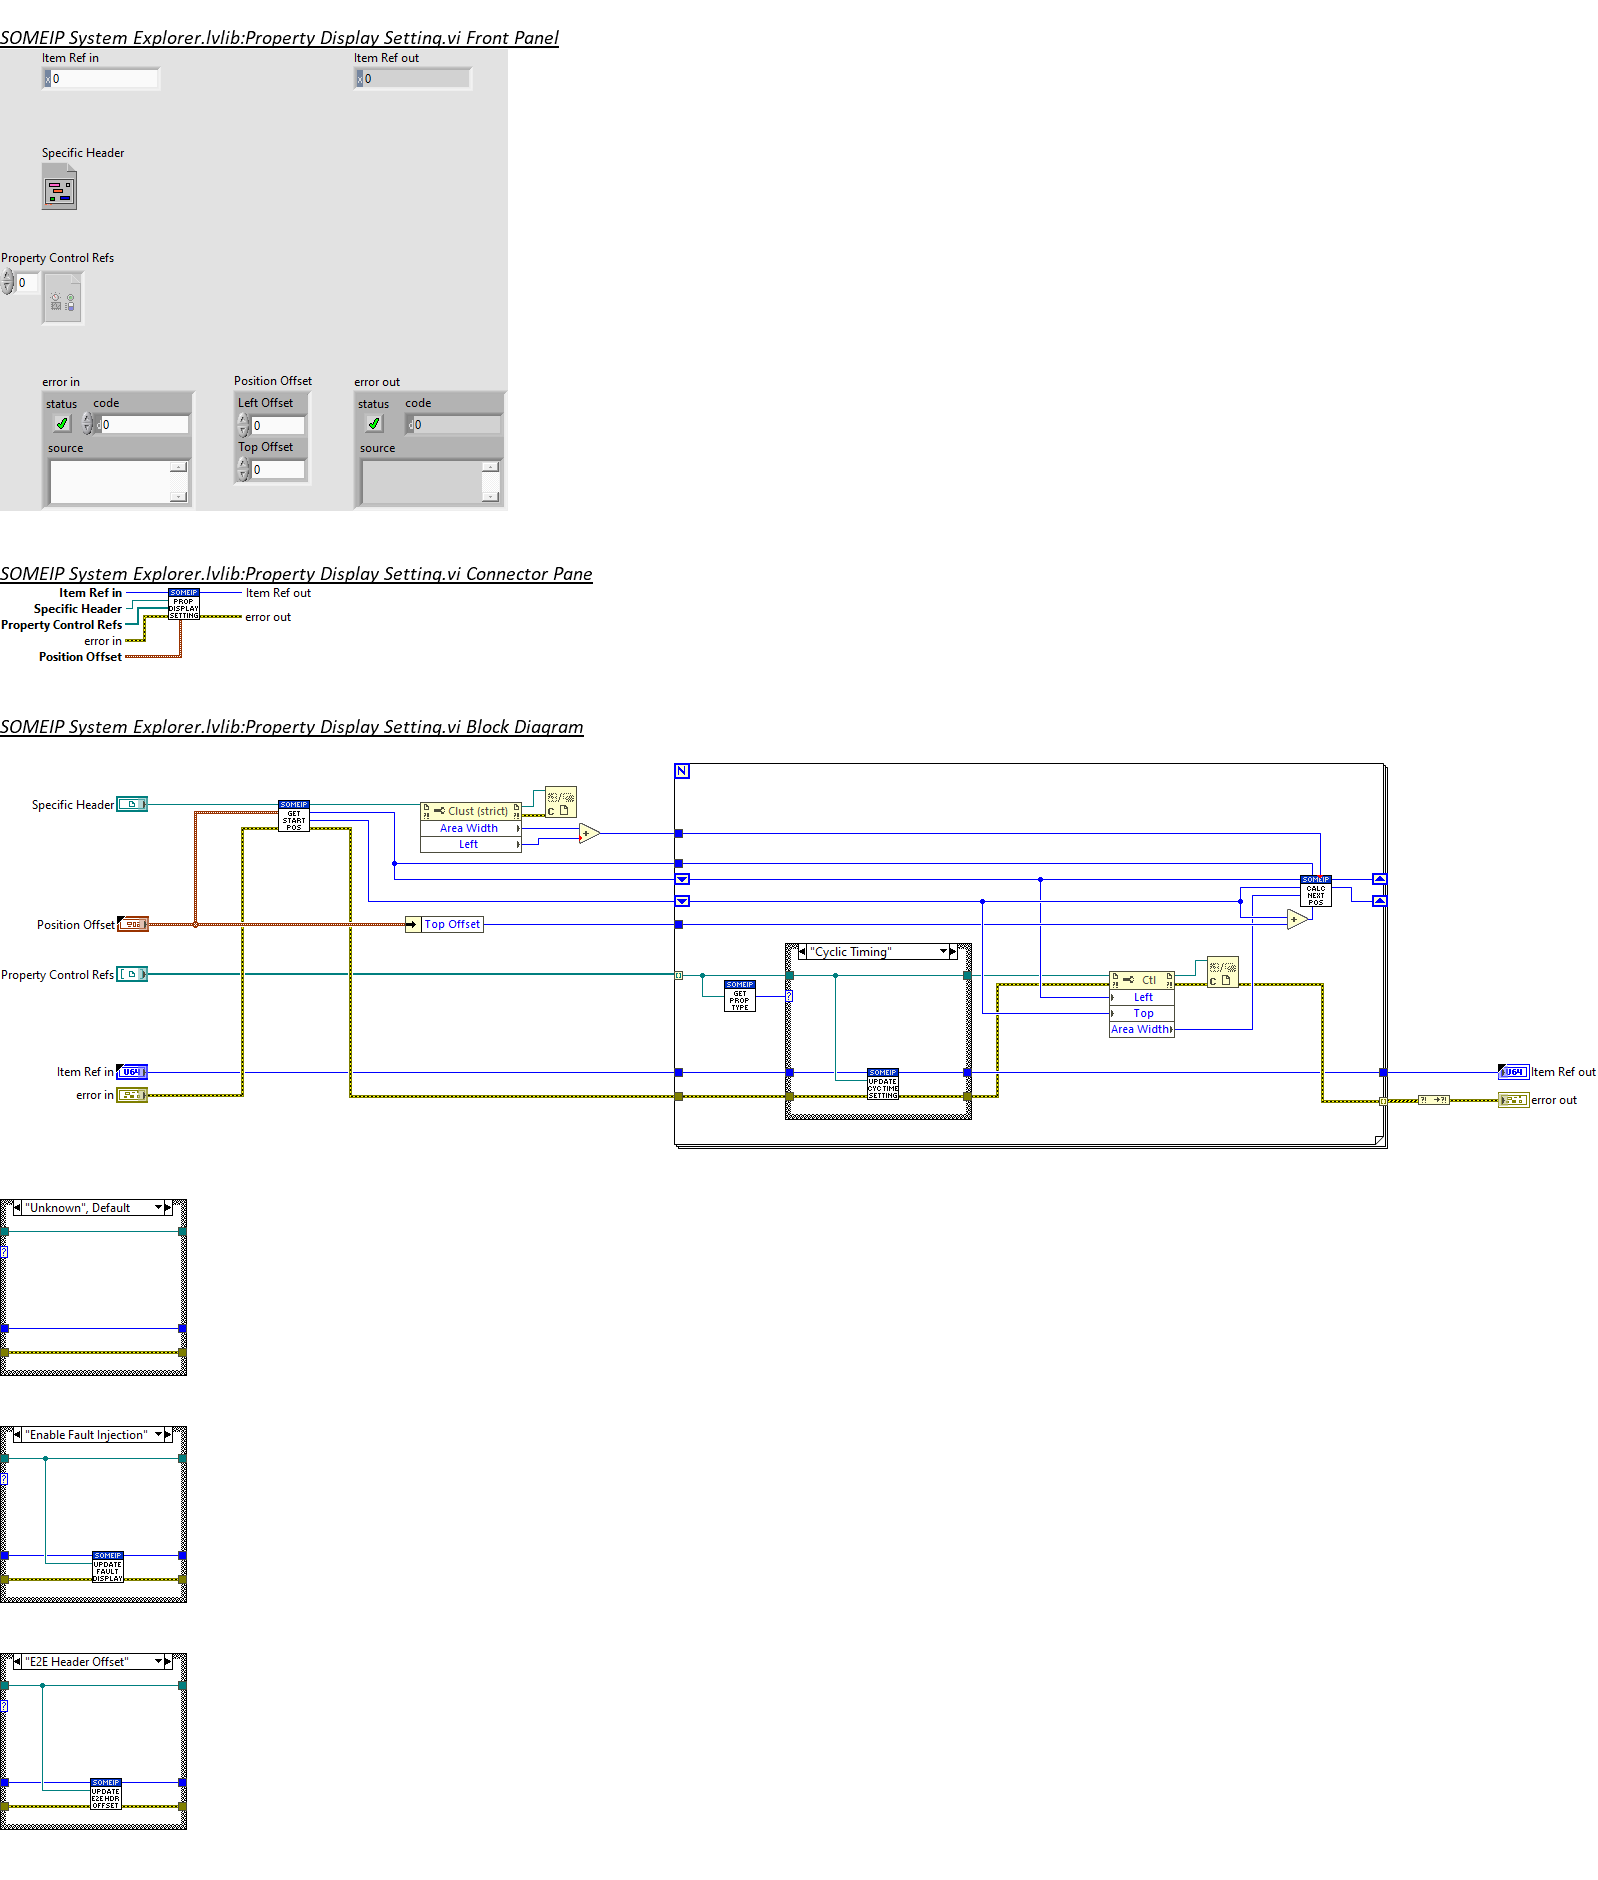 SOMEIP System Explorer.lvlib:Property Display Setting.vi Front Panel
Item Ref in
Item Ref out
x 0
x 0
Specific Header
Property Control Refs
0
error in
Position Offset
error out
status code
Left Offset
status code
d 0
0
d 0
source
Top Offset
source
0
SOMEIP System Explorer.lvlib:Property Display Setting.vi Connector Pane
Item Ref in
SOMEIP
PROP
DISPLAY
SETTING
Item Ref out
Specific Header
Property Control Refs
error out
error in
Position Offset
SOMEIP System Explorer.lvlib:Property Display Setting.vi Block Diagram
N
Specific Header
SOMEIP
GET
START
POS
Clust (strict)
Area Width
Left
C
+
SOMEIP
CALC
NEXT
POS
+
Position Offset
Top Offset
"Cyclic Timing"
Property Control Refs
SOMEIP
GET
PROP
TYPE
?
Ctl
Left
Top
Area Width
C
Item Ref in
U64
SOMEIP
UPDATE
CYCTIME
SETTING
U64
Item Ref out
error in
?! ?!
error out
"Unknown", Default
?
"Enable Fault Injection"
?
SOMEIP
UPDATE
FAULT
DISPLAY
"E2E Header Offset"
?
SOMEIP
UPDATE
E2E HDR
OFFSET